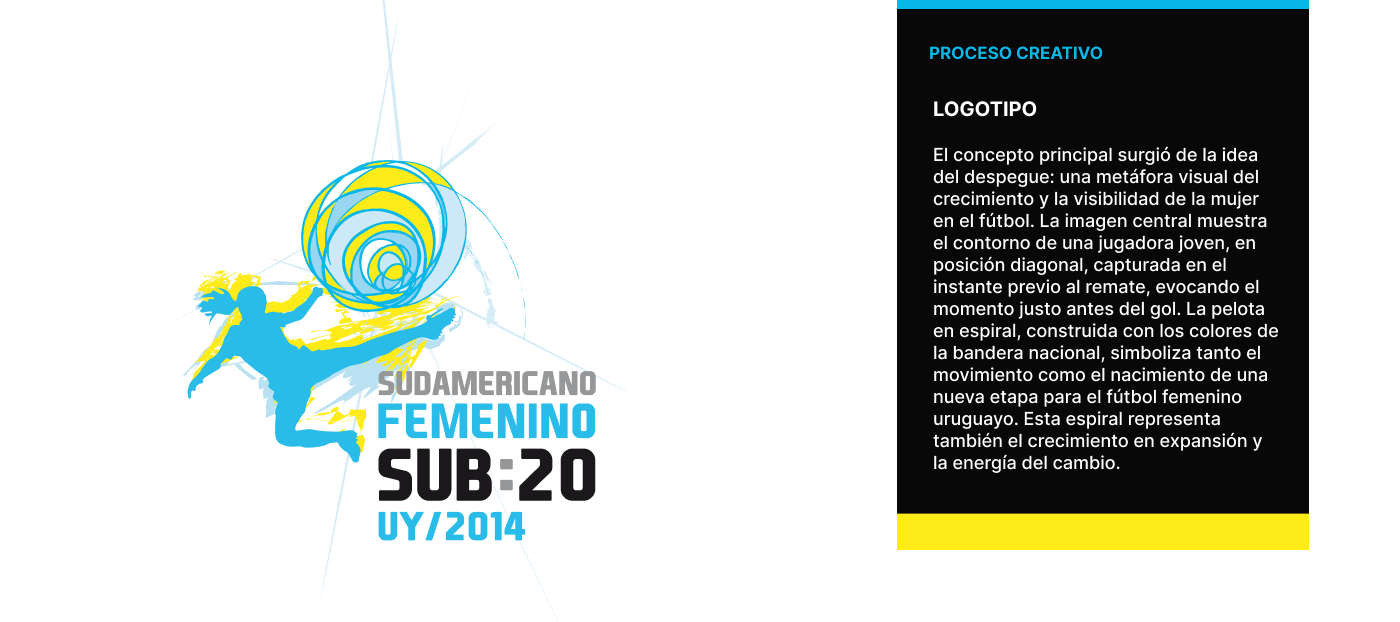 SUDAMERICANO
FEMENINO
SUB:20
UY/2014
PROCESO CREATIVO
LOGOTIPO
El concepto principal surgió de la idea
del despegue: una metáfora visual del
crecimiento y la visibilidad de la mujer
en el fútbol. La imagen central muestra
el contorno de una jugadora joven, en
posición diagonal, capturada en el
instante previo al remate, evocando el
momento justo antes del gol. La pelota
en espiral, construida con los colores de
la bandera nacional, simboliza tanto el
movimiento como el nacimiento de una
nueva etapa para el fútbol femenino
uruguayo. Esta espiral representa
también el crecimiento en expansión y
la energía del cambio.